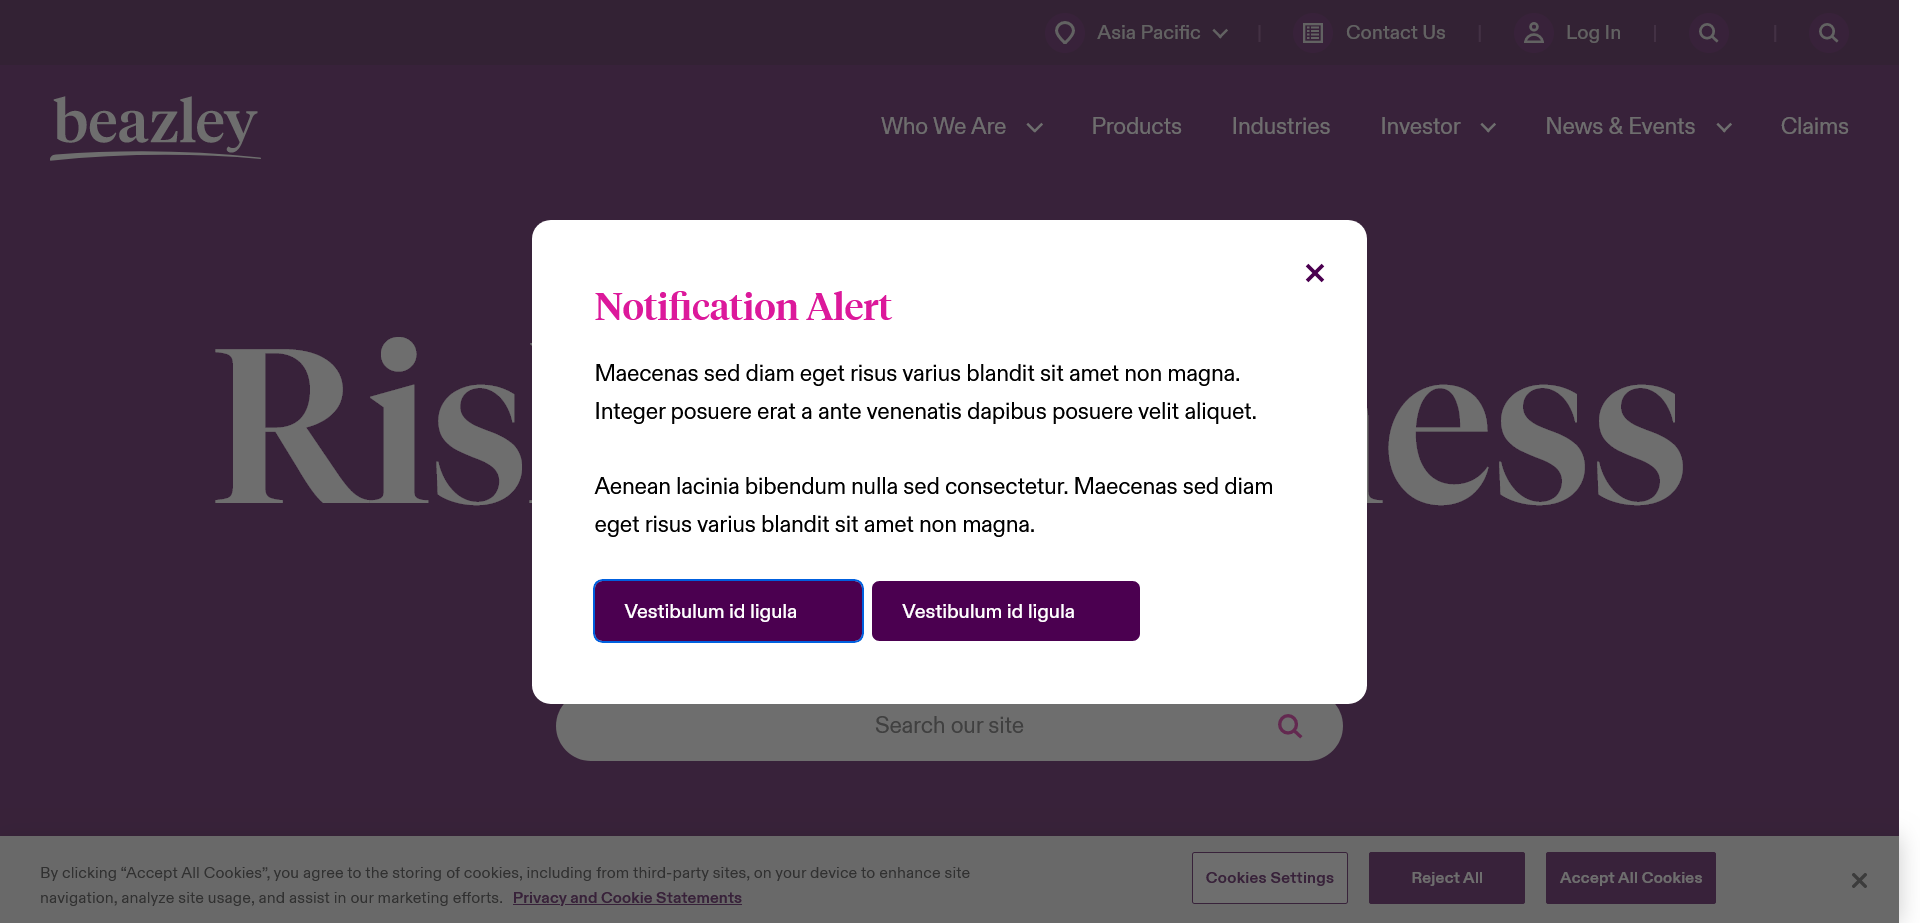 Asia Pacific
Contact Us
Log In
beazley
Who We Are
Products
Industries
Investor
News & Events
Claims
Notification Alert
Maecenas sed diam eget risus varius blandit sit amet non magna.
Integer posuere erat a ante venenatis dapibus posuere velit aliquet.
Aenean lacinia bibendum nulla sed consectetur. Maecenas sed diam
eget risus varius blandit sit amet non magna.
Vestibulum id ligula
Vestibulum id ligula
Search our site
By clicking “Accept All Cookies”, you agree to the storing of cookies, including from third-party sites, on your device to enhance site
navigation, analyze site usage, and assist in our marketing efforts. Privacy and Cookie Statements
Cookies Settings
Reject All
Accept All Cookies